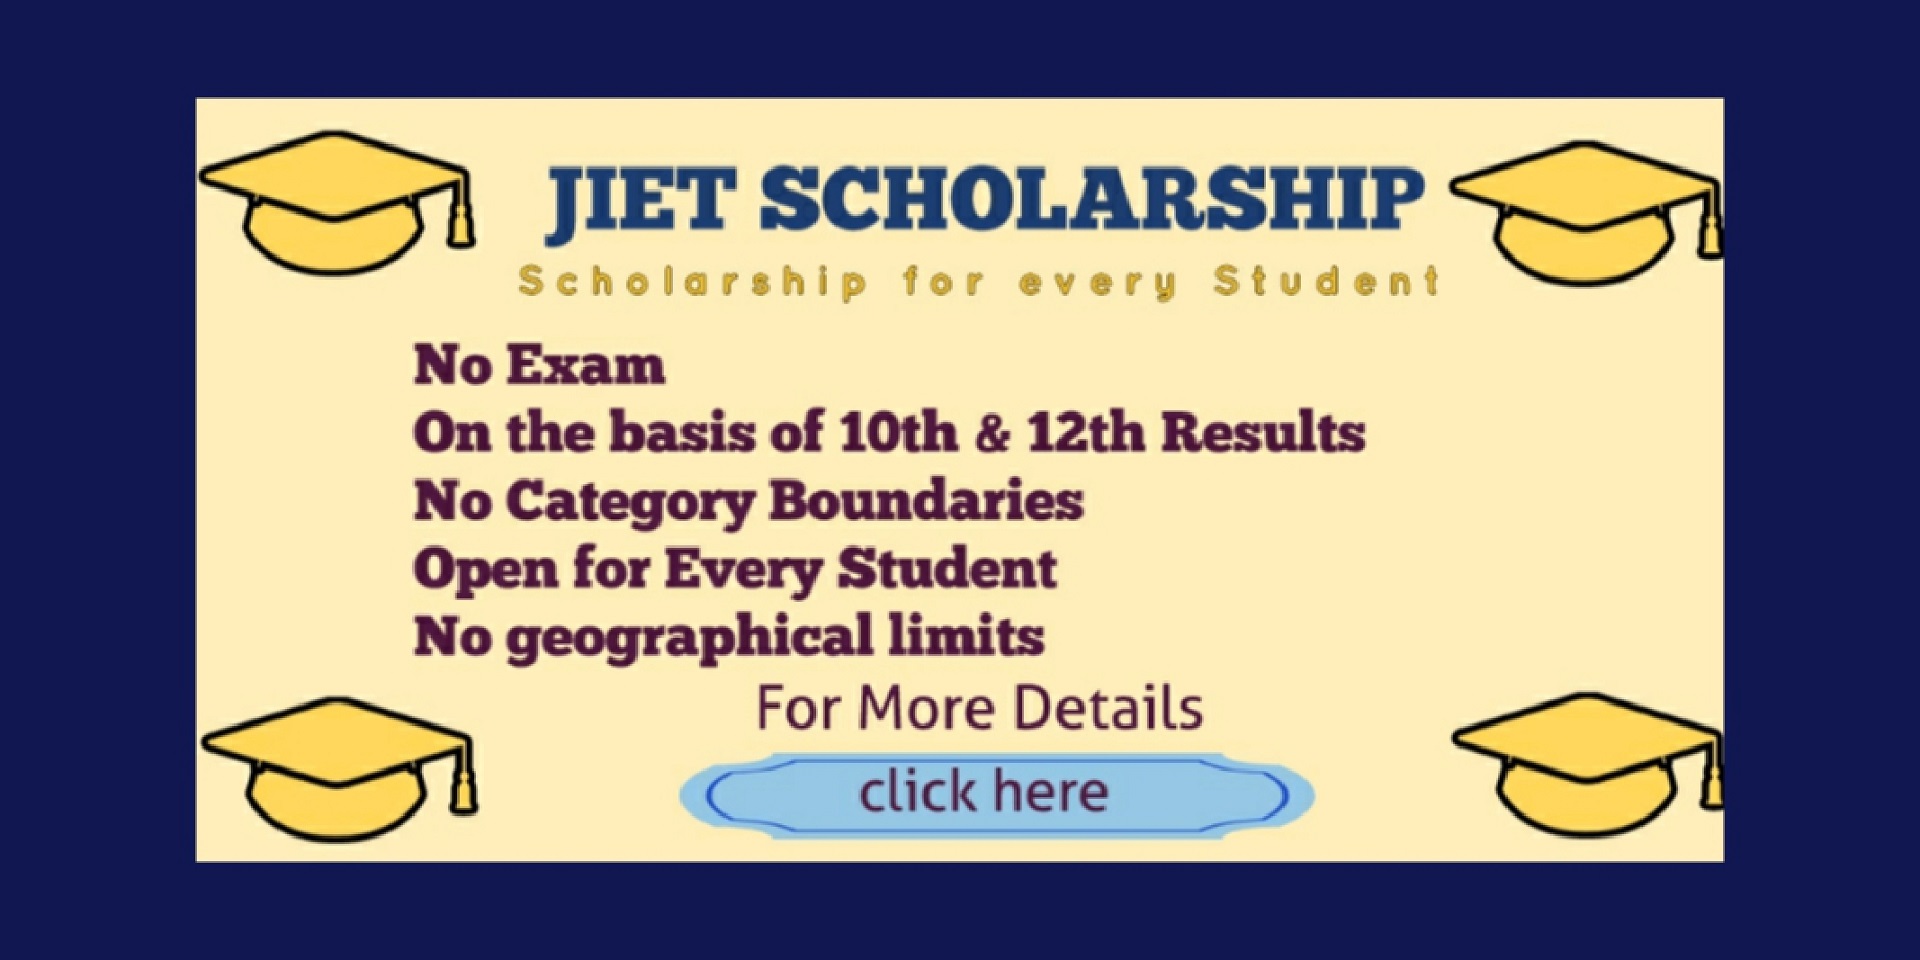 JIET SCHOLARSHIP
Scholarship for every Student
No Exam
On the basis of 10th & 12th Results
No Category Boundaries
Open for Every Student
No geographical limits
For More Details
click here